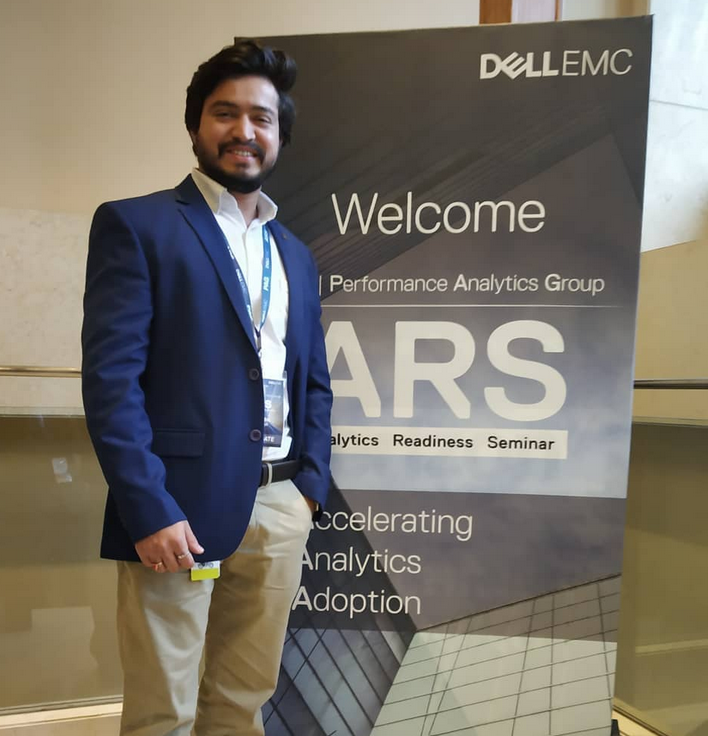 DELLEMC
Welcome
| Performance Analytics Group
ARS
alytics Readiness Seminar
ccelerating
Analytics
Adoption